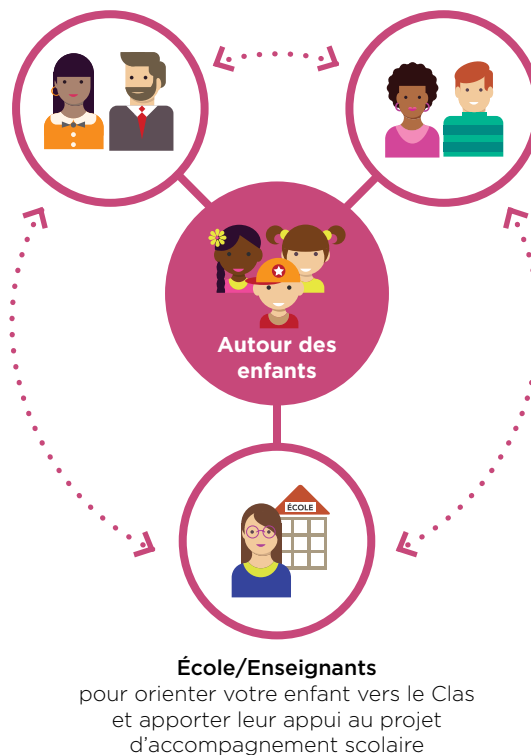 Autour des
enfants
ÉCOLE
École/Enseignants
pour orienter votre enfant vers le Clas
et apporter leur appui au projet
d’accompagnement scolaire